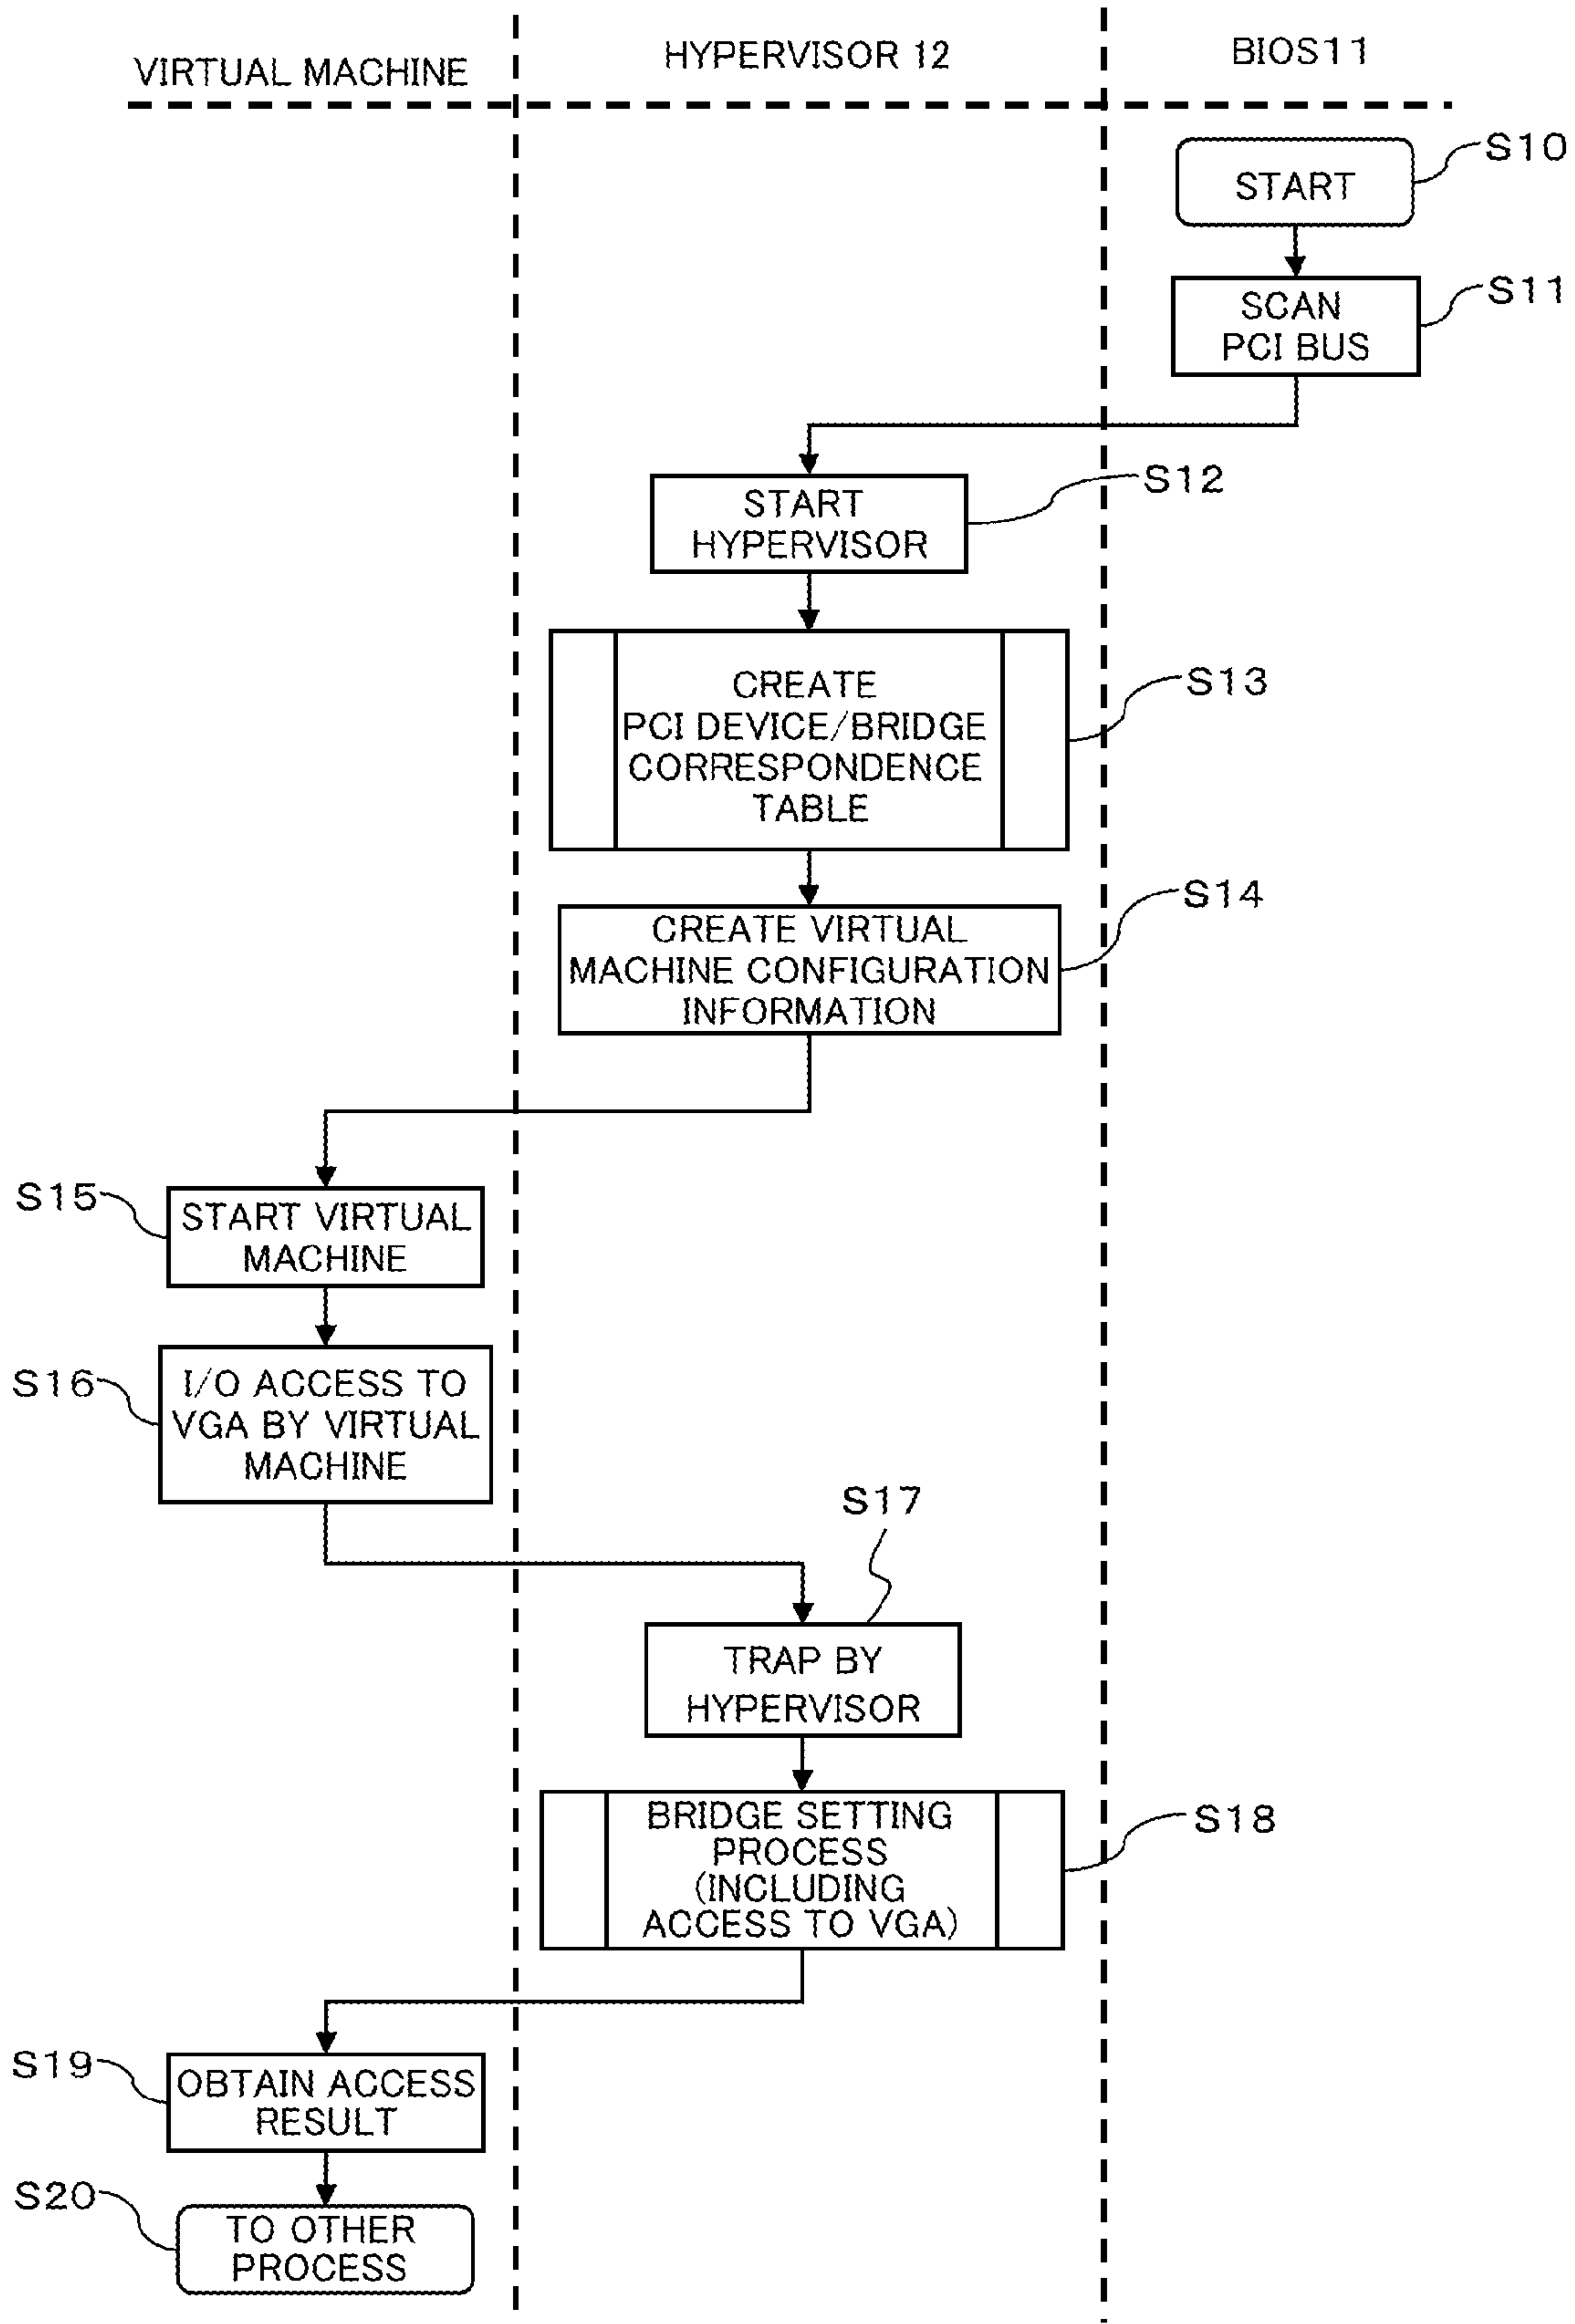 VIRTUAL MACHINE
HYPERVISOR 12
BIOS11
START
S10
SCAN
PCI BUS
S11
START
HYPERVISOR
S12
CREATE
PCI DEVICE/BRIDGE
CORRESPONDENCE
TABLE
S13
CREATE VIRTUAL
MACHINE CONFIGURATION
INFORMATION
S14
S15
START VIRTUAL
MACHINE
S16
I/O ACCESS TO
VGA BY VIRTUAL
MACHINE
S17
TRAP BY
HYPERVISOR
BRIDGE SETTING
PROCESS
(INCLUDING
ACCESS TO VGA)
S18
S19
OBTAIN ACCESS
RESULT
S20
TO OTHER
PROCESS